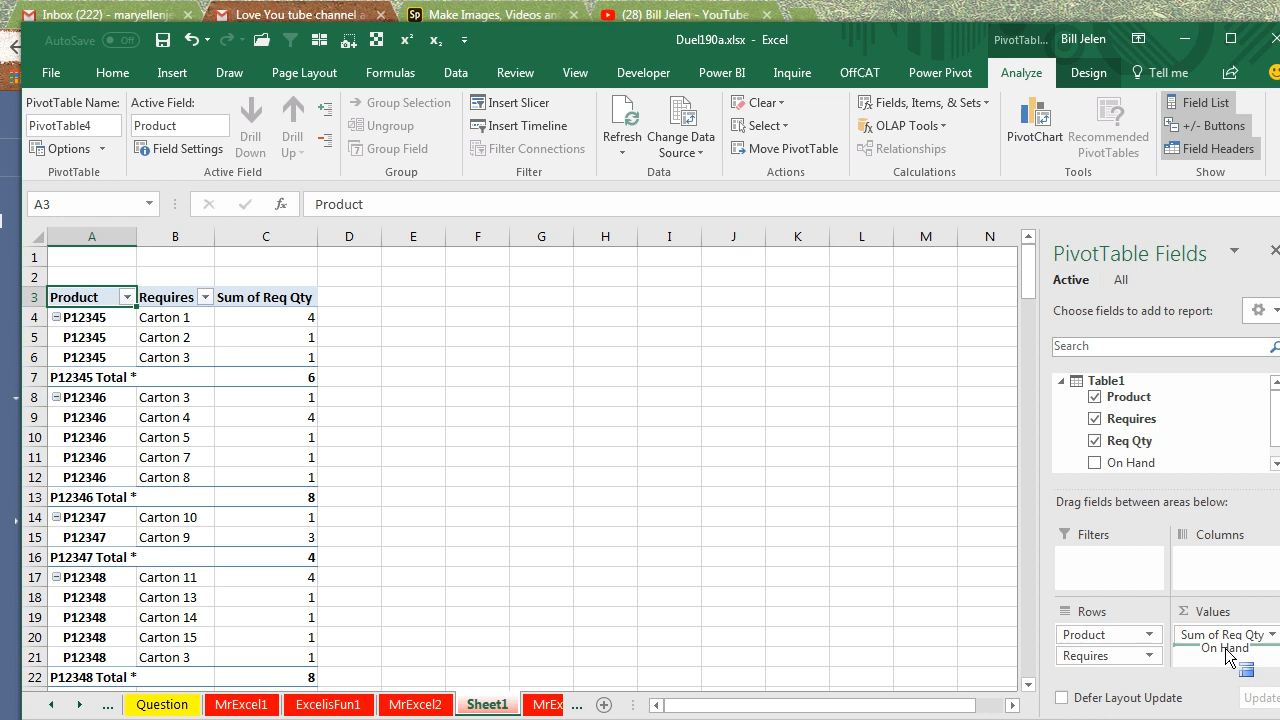 Inbox (222) - maryellenje
Love You tube channel a
Make Images, Videos an
(28) Bill Jelen - YouTube
AutoSave Off
Duel190a.xlsx - Excel
PivotTabl...
Bill Jelen
File Home Insert Draw Page Layout Formulas Data Review View Developer Power BI Inquire OffCAT Power Pivot Analyze Design Tell me
PivotTable Name:
PivotTable4
Options
PivotTable
Active Field:
Product
Field Settings
Drill Down
Drill Up
Active Field
Group Selection
Ungroup
Group Field
Group
Insert Slicer
Insert Timeline
Filter Connections
Filter
Refresh
Change Data Source
Data
Clear
Select
Move PivotTable
Actions
Fields, Items, & Sets
OLAP Tools
Relationships
Calculations
PivotChart
Recommended PivotTables
Tools
Field List
+/- Buttons
Field Headers
Show
A3 fx Product
A B C D E F G H I J K L M N
1
2
3 Product Requires Sum of Req Qty
4 P12345 Carton 1 4
5 P12345 Carton 2 1
6 P12345 Carton 3 1
7 P12345 Total * 6
8 P12346 Carton 3 1
9 P12346 Carton 4 4
10 P12346 Carton 5 1
11 P12346 Carton 7 1
12 P12346 Carton 8 1
13 P12346 Total * 8
14 P12347 Carton 10 1
15 P12347 Carton 9 3
16 P12347 Total * 4
17 P12348 Carton 11 4
18 P12348 Carton 13 1
19 P12348 Carton 14 1
20 P12348 Carton 15 1
21 P12348 Carton 3 1
22 P12348 Total * 8
PivotTable Fields
Active All
Choose fields to add to report:
Search
Table1
Product
Requires
Req Qty
On Hand
Drag fields between areas below:
Filters
Columns
Rows
Product
Requires
Values
Sum of Req Qty
On Hand
Defer Layout Update
Update
... Question MrExcel1 ExcelisFun1 MrExcel2 Sheet1 MrEx ...